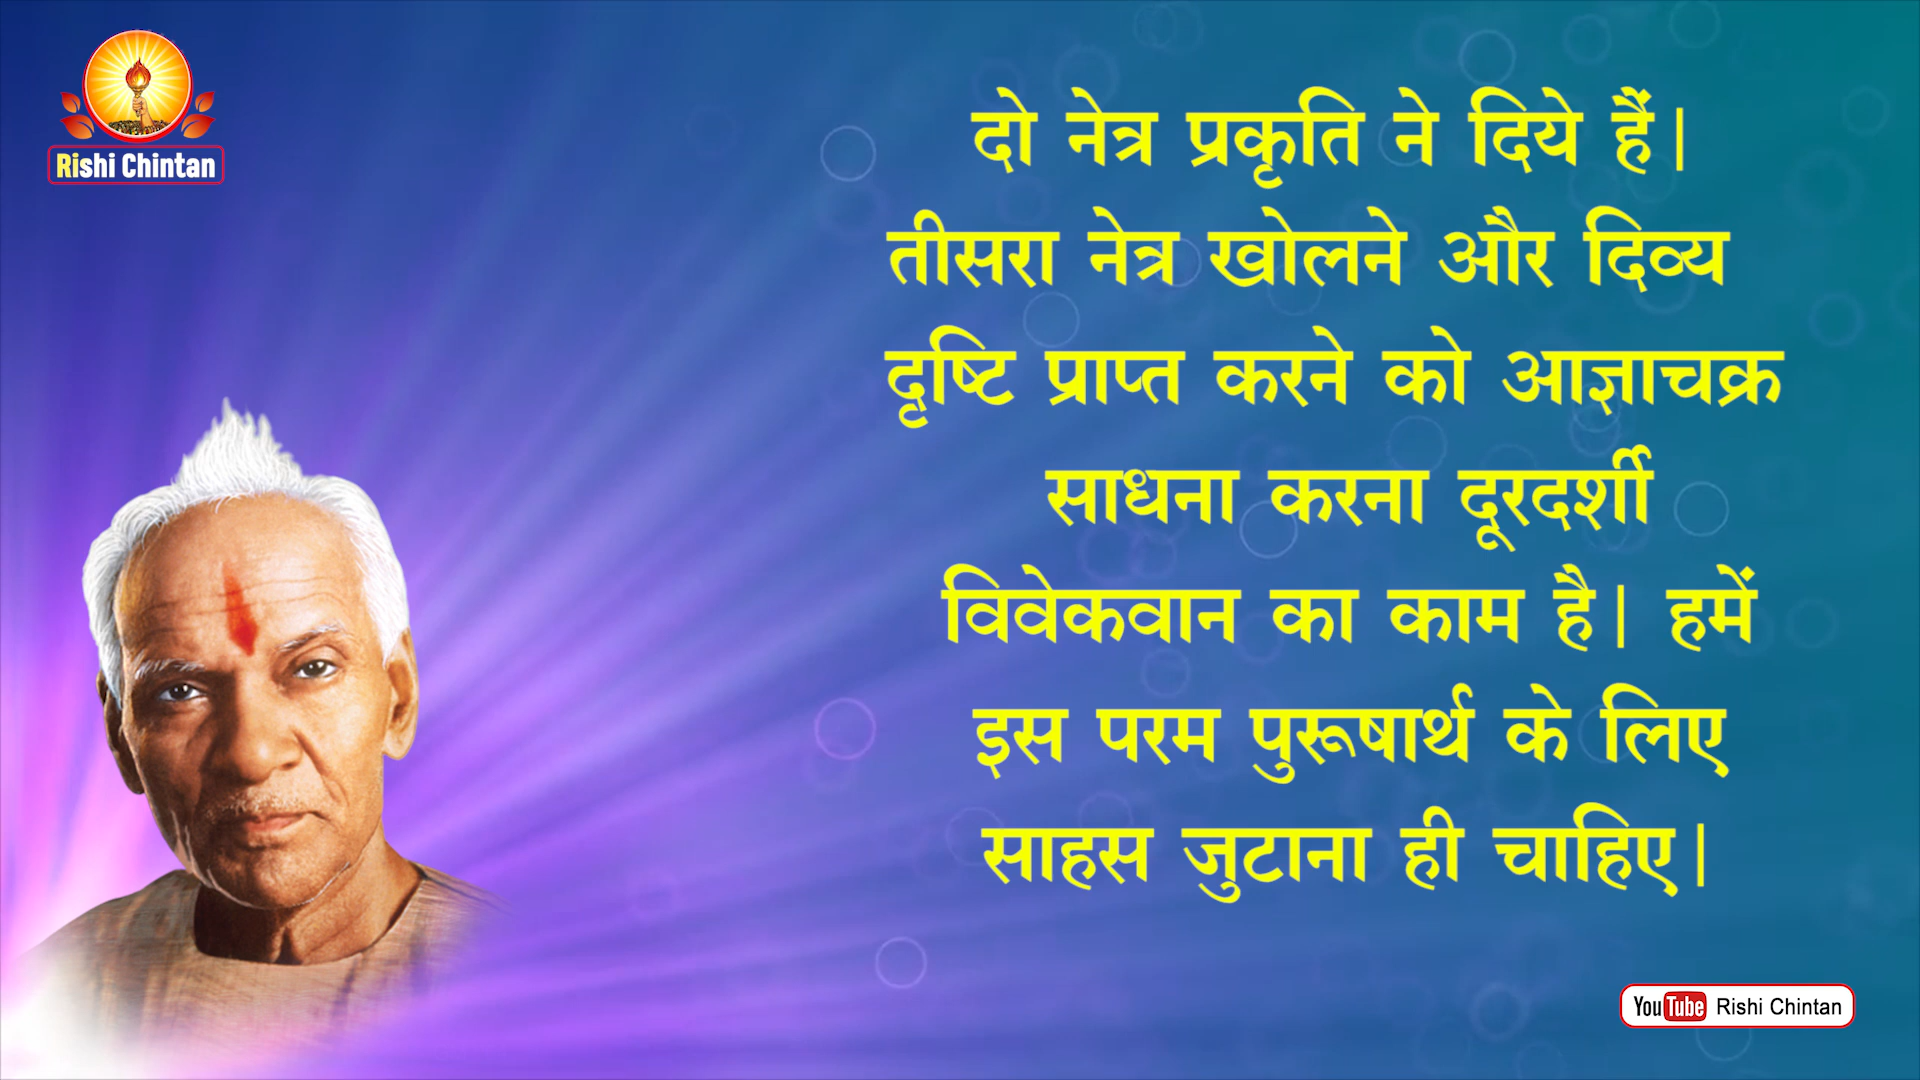 Rishi Chintan
दो नेत्र प्रकृति ने दिये हैं।
तीसरा नेत्र खोलने और दिव्य
दृष्टि प्राप्त करने को आज्ञाचक्र
साधना करना दूरदर्शी
विवेकवान का काम है। हमें
इस परम पुरूषार्थ के लिए
साहस जुटाना ही चाहिए।
YouTube Rishi Chintan